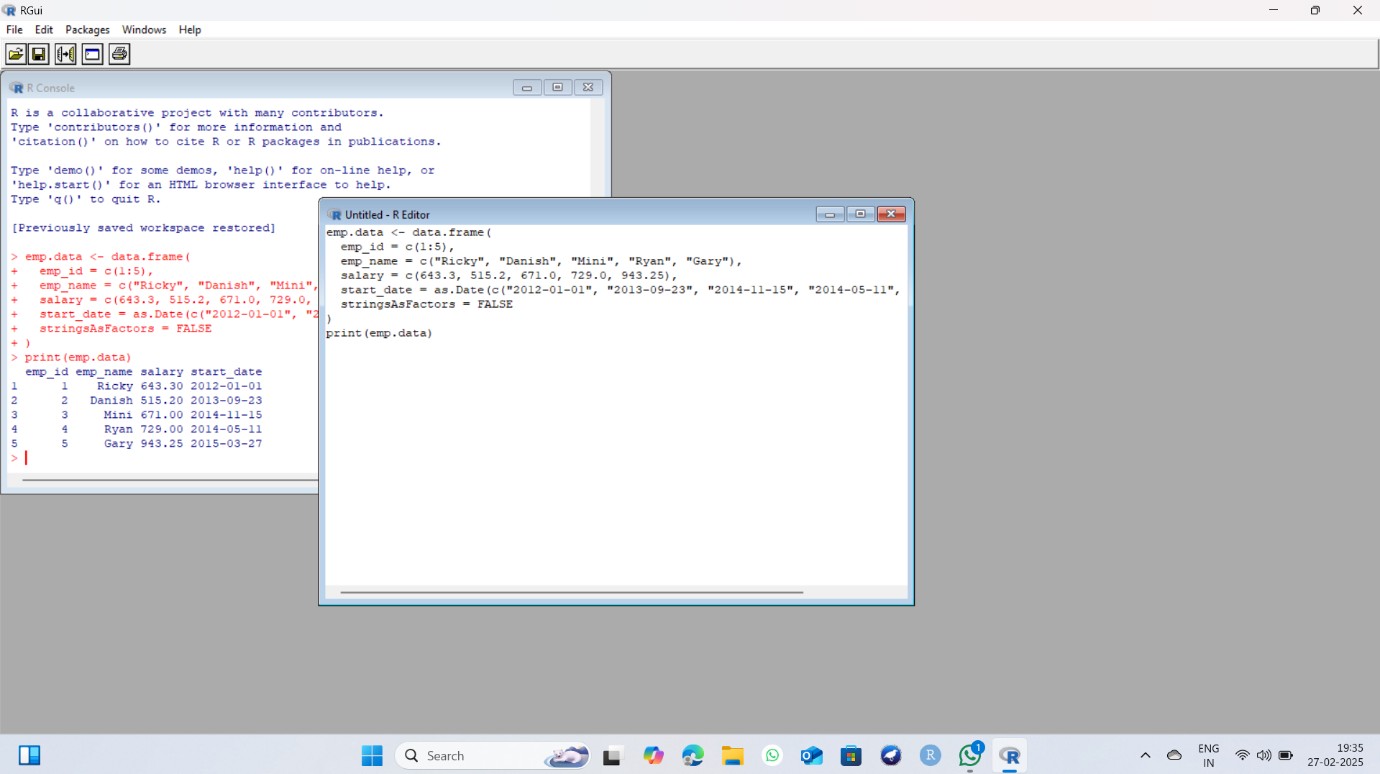 RGui
File Edit Packages Windows Help
R Console
R is a collaborative project with many contributors.
Type 'contributors()' for more information and
'citation()' on how to cite R or R packages in publications.
Type 'demo()' for some demos, 'help()' for on-line help, or
'help.start()' for an HTML browser interface to help.
Type 'q()' to quit R.
[Previously saved workspace restored]
> emp.data <- data.frame(
+   emp_id = c(1:5),
+   emp_name = c("Ricky", "Danish", "Mini",
+   salary = c(643.3, 515.2, 671.0, 729.0,
+   start_date = as.Date(c("2012-01-01", "2
+   stringsAsFactors = FALSE
+ )
> print(emp.data)
  emp_id emp_name salary start_date
1      1    Ricky 643.30 2012-01-01
2      2   Danish 515.20 2013-09-23
3      3     Mini 671.00 2014-11-15
4      4     Ryan 729.00 2014-05-11
5      5     Gary 943.25 2015-03-27
>
Untitled - R Editor
emp.data <- data.frame(
  emp_id = c(1:5),
  emp_name = c("Ricky", "Danish", "Mini", "Ryan", "Gary"),
  salary = c(643.3, 515.2, 671.0, 729.0, 943.25),
  start_date = as.Date(c("2012-01-01", "2013-09-23", "2014-11-15", "2014-05-11",
  stringsAsFactors = FALSE
)
print(emp.data)
Search
1
ENG
IN
19:35
27-02-2025